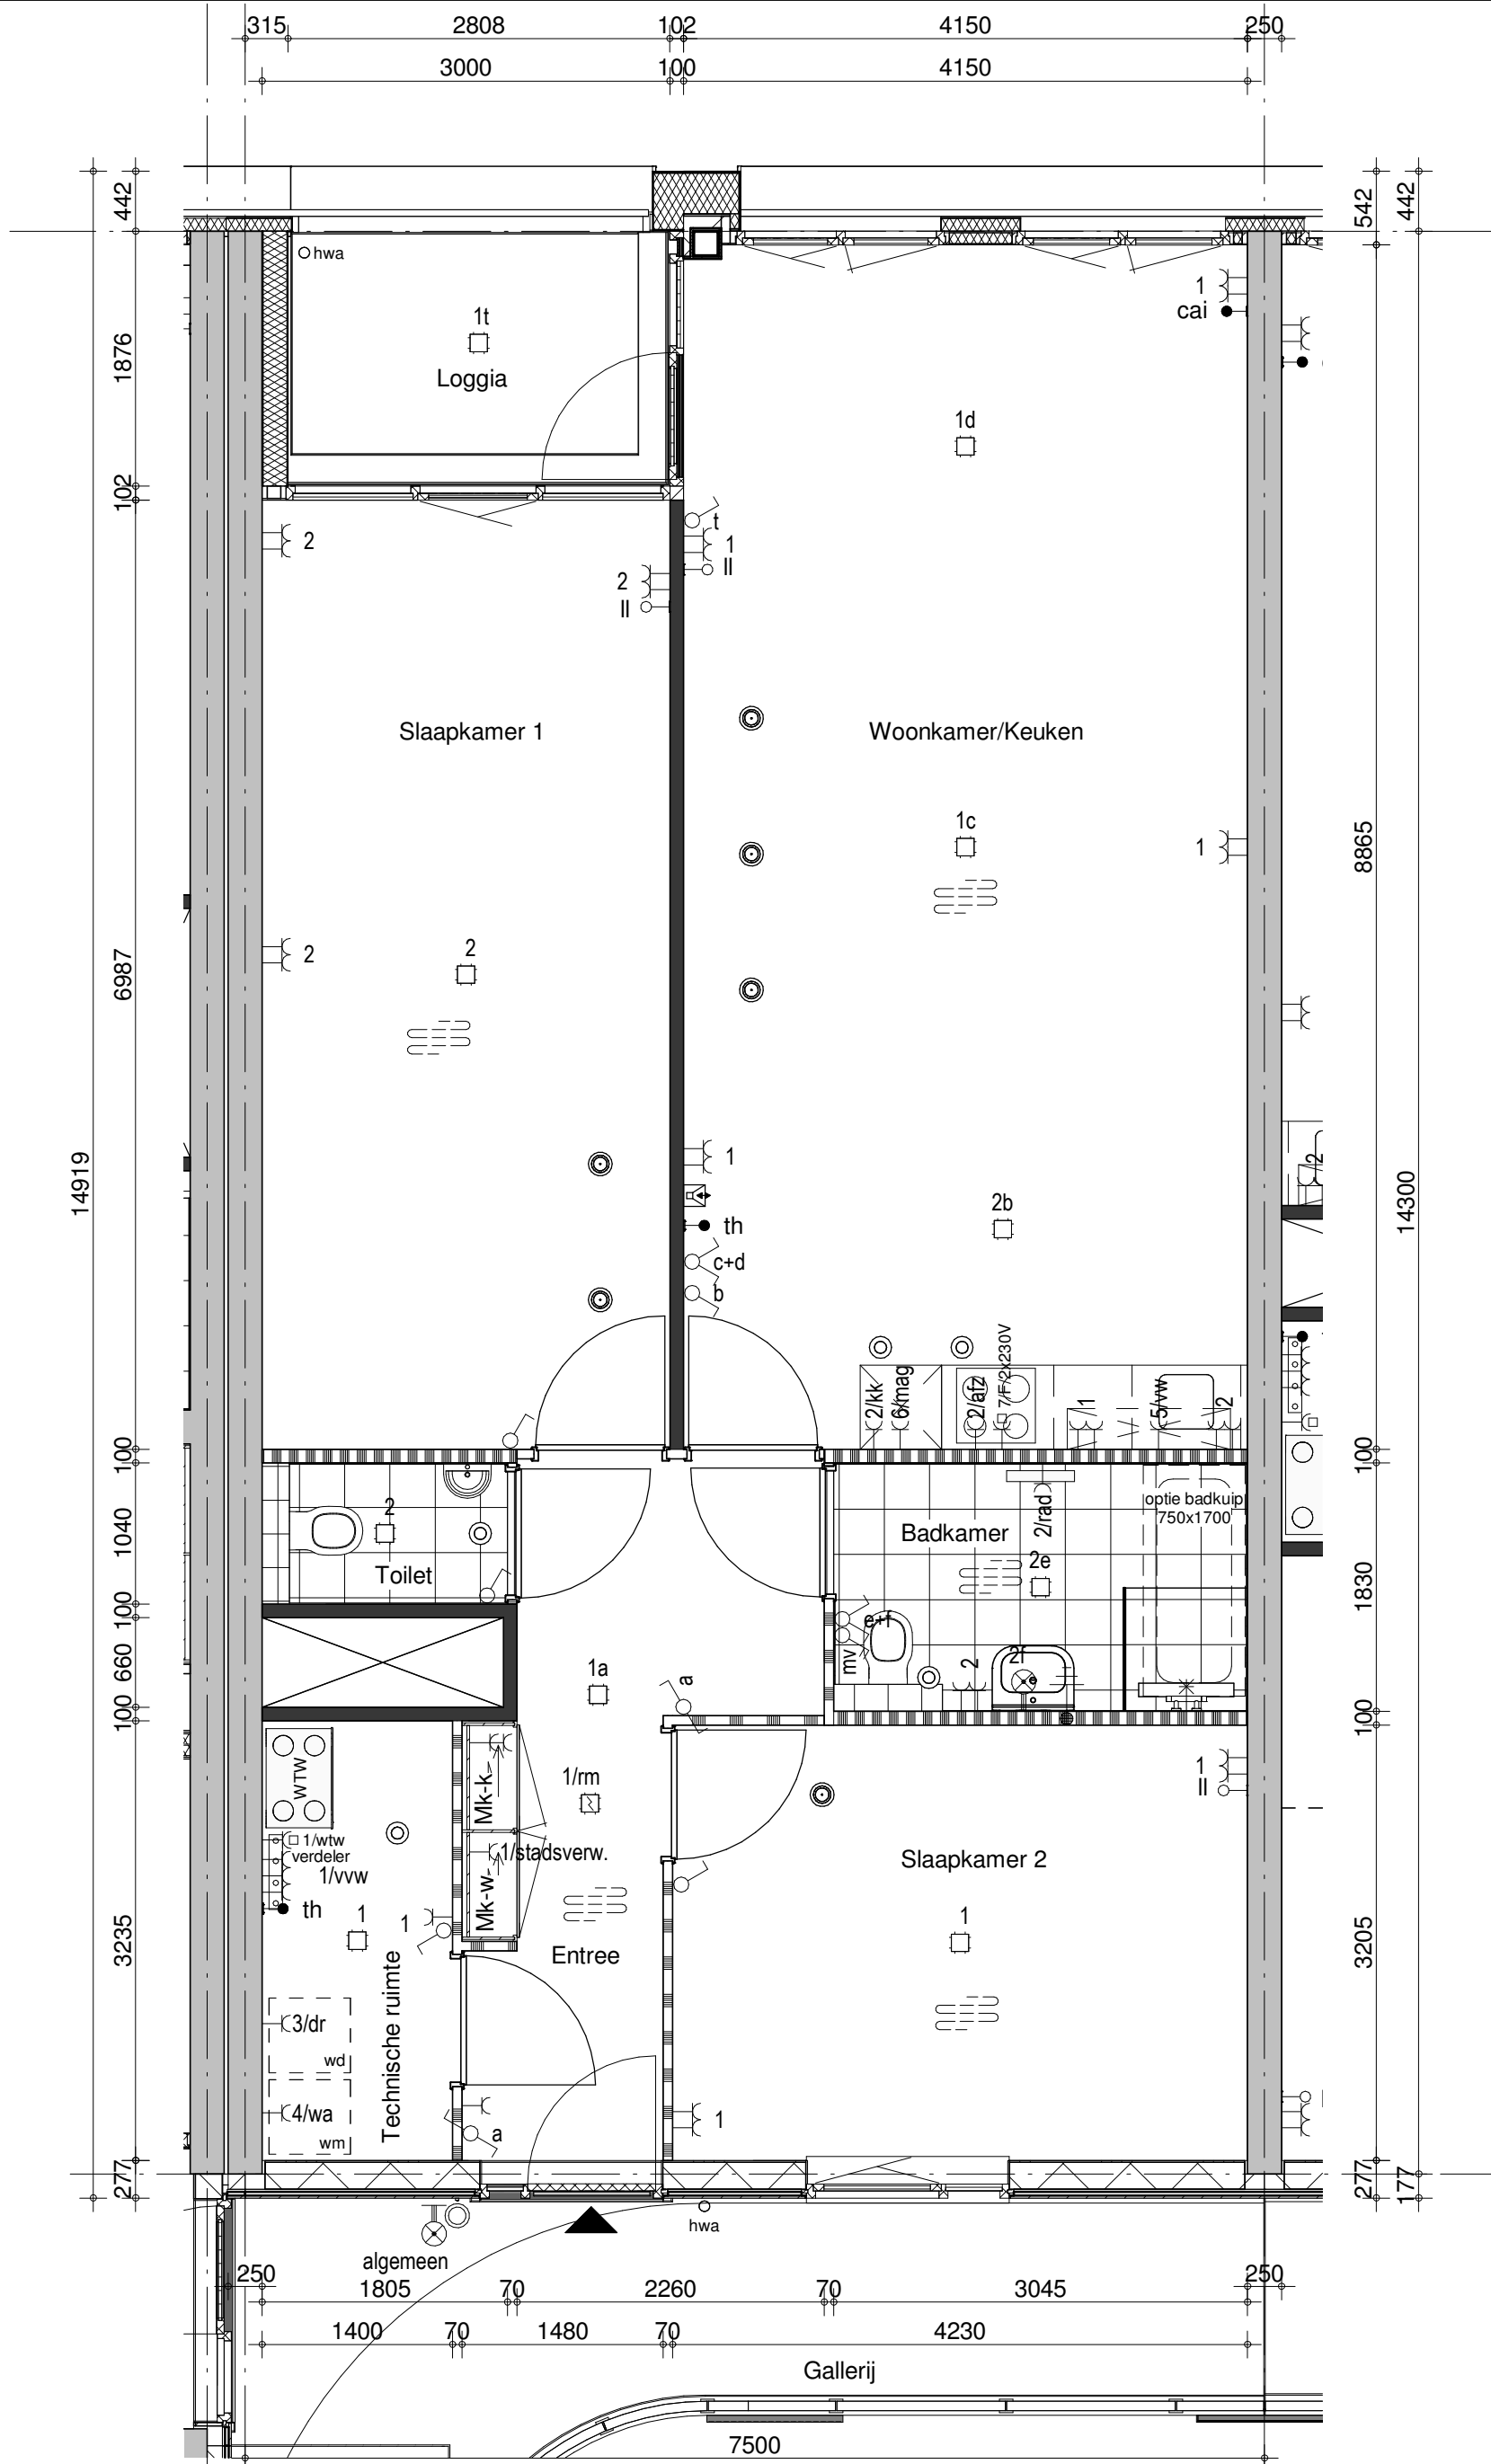 315 2808 102 4150 250
3000 100 4150
442
542
442
hwa
1
cai
1t
Loggia
1876
1d
102
t
2
1
ll
2
ll
Slaapkamer 1
Woonkamer/Keuken
1c
1
8865
2
2
6987
14919
1
2
14300
2b
th
c+d
b
2/kk
6/mag
2/afz
7/F/2x230V
1
5/vw
2
100
100
2
Toilet
1040
Badkamer
2/rad
optie badkuip
750x1700
2e
1830
100
e+f
mv
2
2f
660
1a
a
100
100
WTW
Mk-k
1/rm
1
ll
1/wtw
verdeler
1/vvw
1/stadsverw.
Mk-w
Slaapkamer 2
th
1
1
1
Entree
3235
3205
Technische ruimte
3/dr
wd
4/wa
wm
a
1
277
277
177
hwa
algemeen
250 250
1805 70 2260 70 3045
1400 70 1480 70 4230
Gallerij
7500